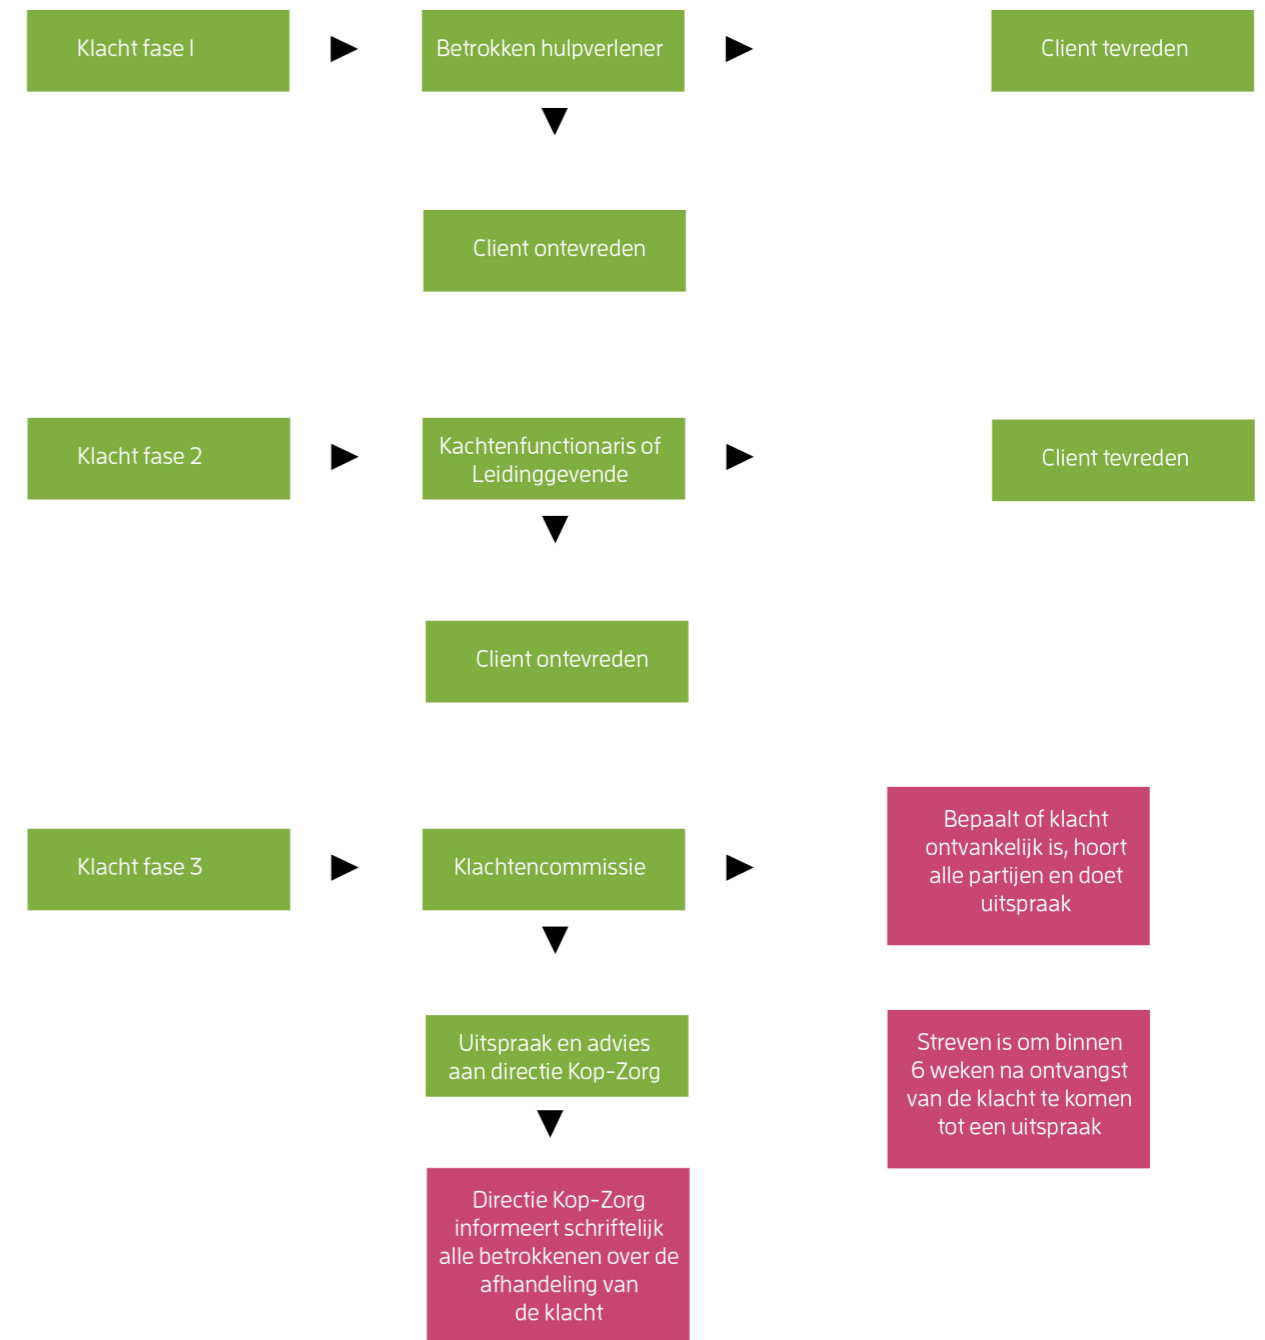 Klacht fase I
Betrokken hulpverlener
Client tevreden
Client ontevreden
Klacht fase 2
Kachtenfunctionaris of
Leidinggevende
Client tevreden
Client ontevreden
Klacht fase 3
Klachtencommissie
Bepaalt of klacht
ontvankelijk is, hoort
alle partijen en doet
uitspraak
Uitspraak en advies
aan directie Kop-Zorg
Streven is om binnen
6 weken na ontvangst
van de klacht te komen
tot een uitspraak
Directie Kop-Zorg
informeert schriftelijk
alle betrokkenen over de
afhandeling van
de klacht